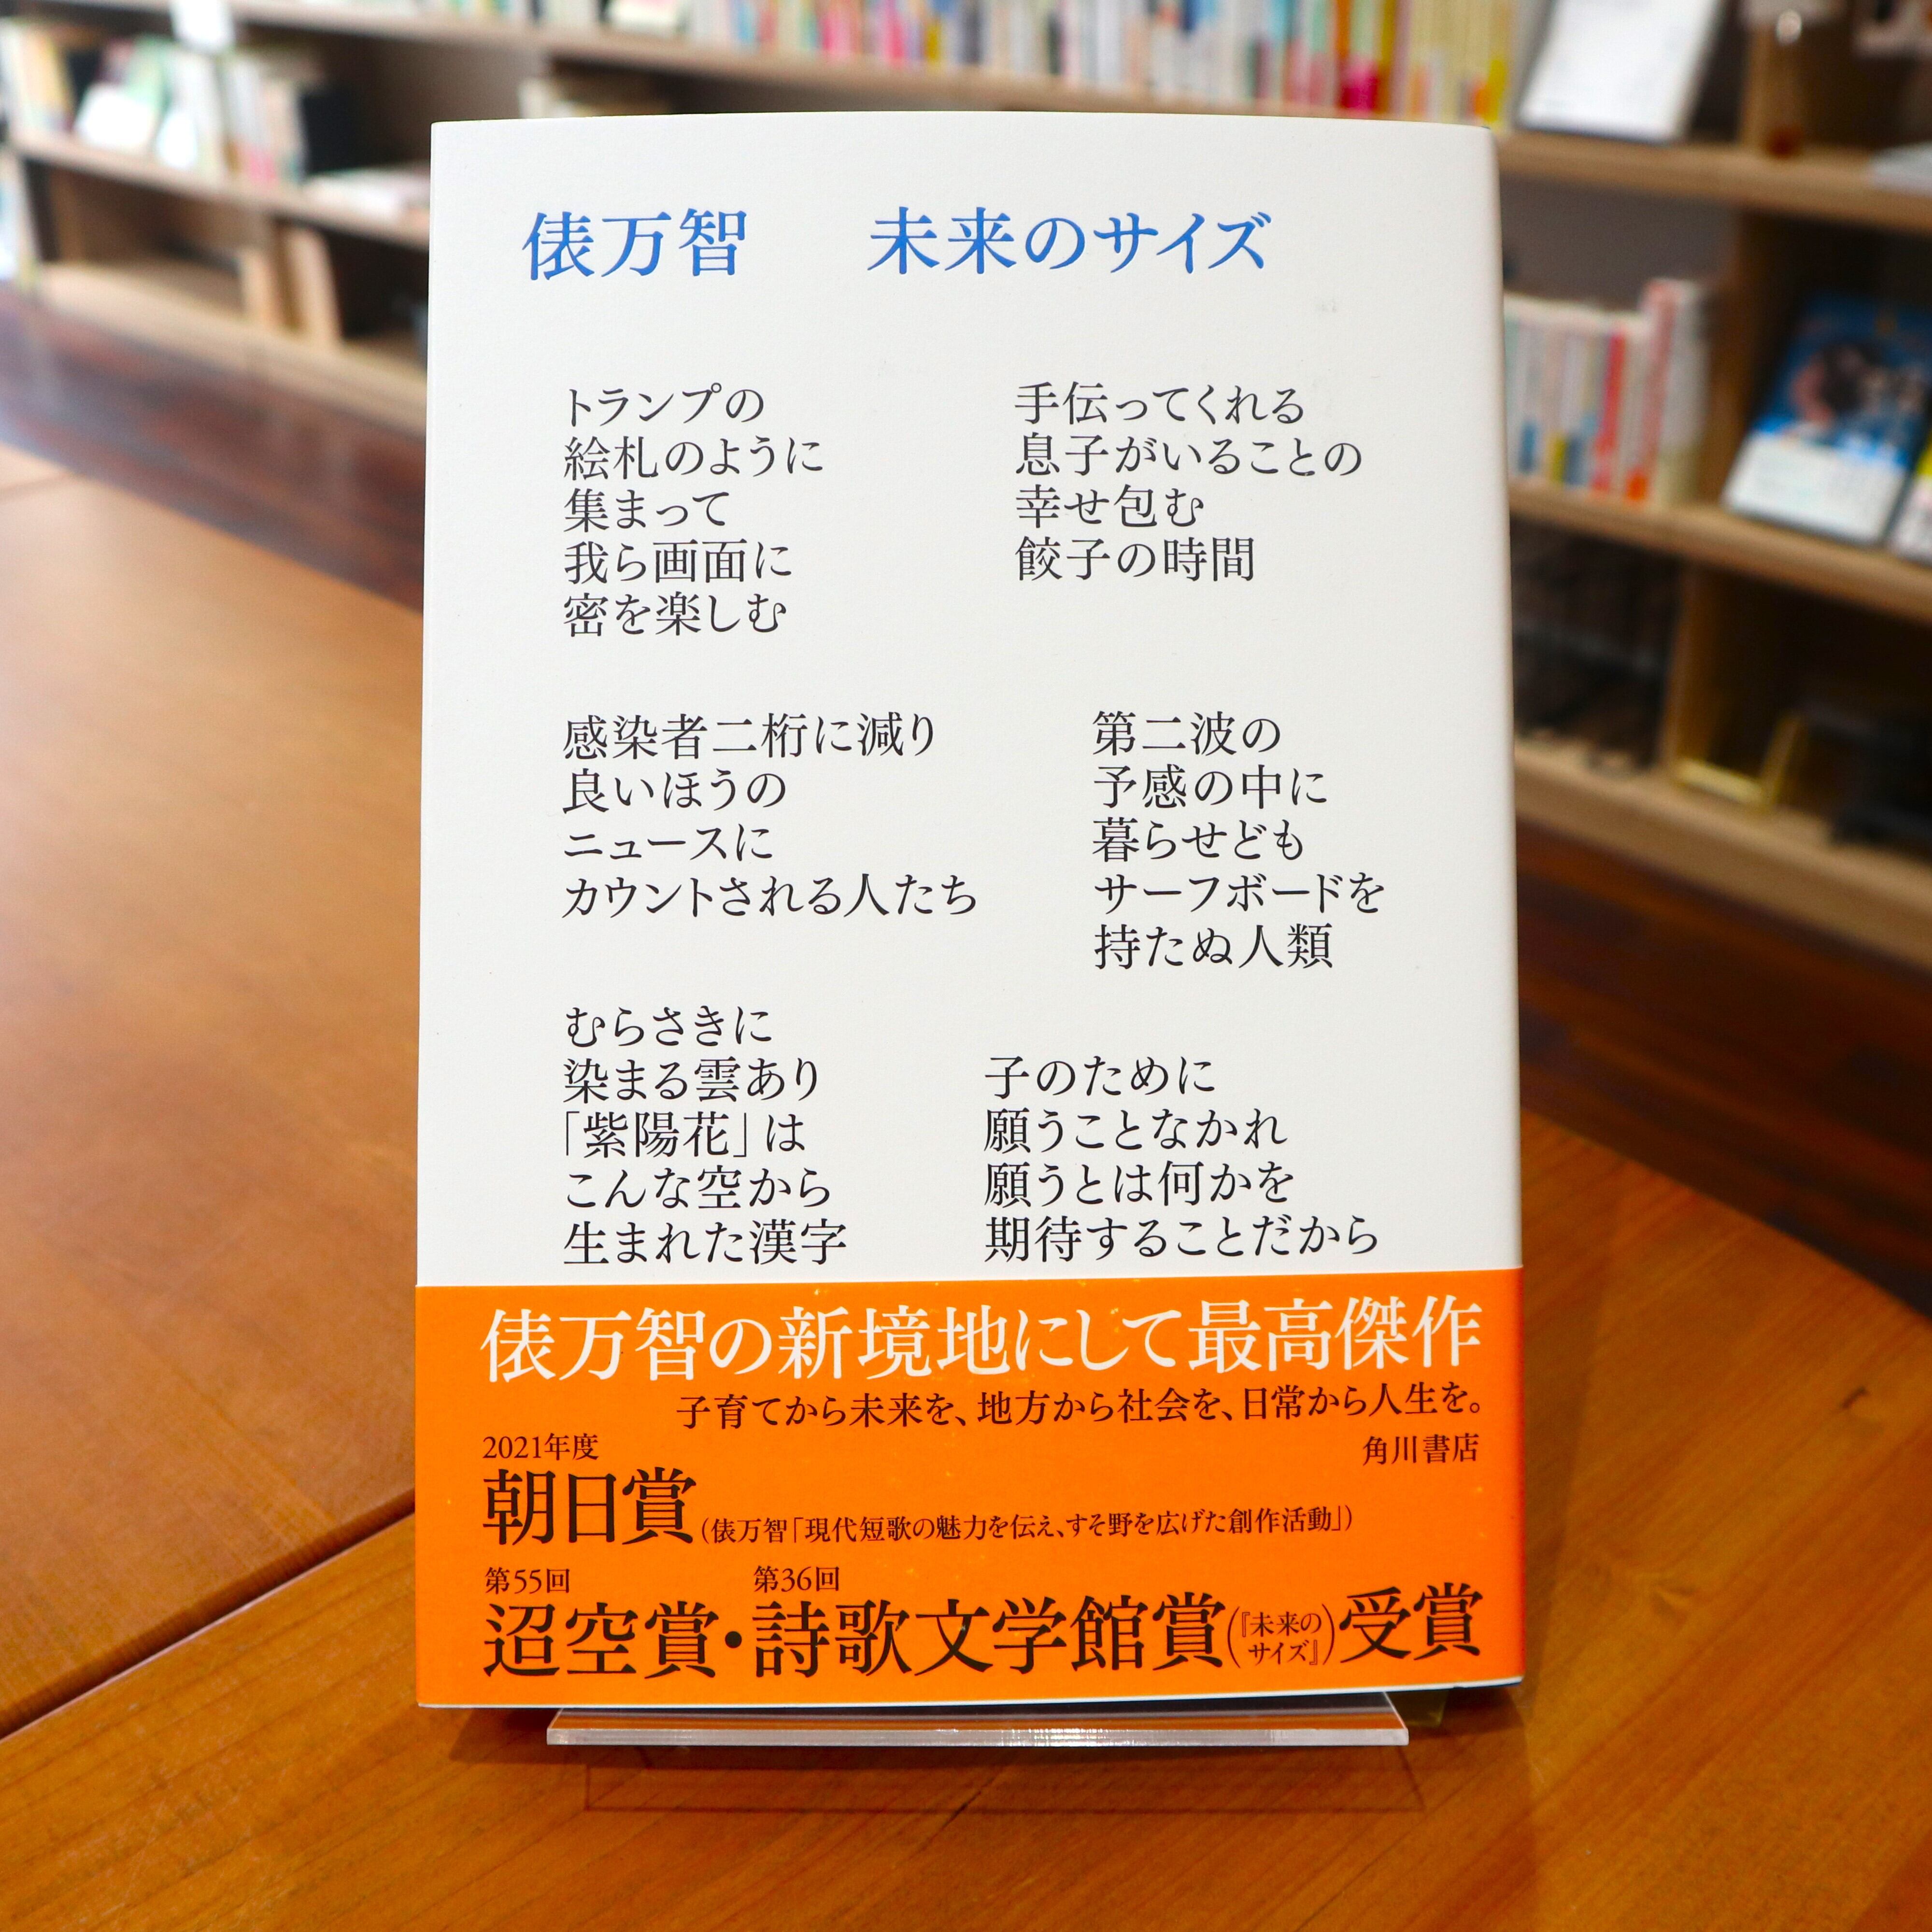 俵万智　未来のサイズ
トランプの
絵札のように
集まって
我ら画面に
密を楽しむ
手伝ってくれる
息子がいることの
幸せ包む
餃子の時間
感染者二桁に減り
良いほうの
ニュースに
カウントされる人たち
第二波の
予感の中に
暮らせども
サーフボードを
持たぬ人類
むらさきに
染まる雲あり
「紫陽花」は
こんな空から
生まれた漢字
子のために
願うことなかれ
願うとは何かを
期待することだから
俵万智の新境地にして最高傑作
子育てから未来を、地方から社会を、日常から人生を。
角川書店
2021年度
朝日賞(俵万智「現代短歌の魅力を伝え、すそ野を広げた創作活動」)
第55回 第36回
迢空賞・詩歌文学館賞(『未来のサイズ』)受賞